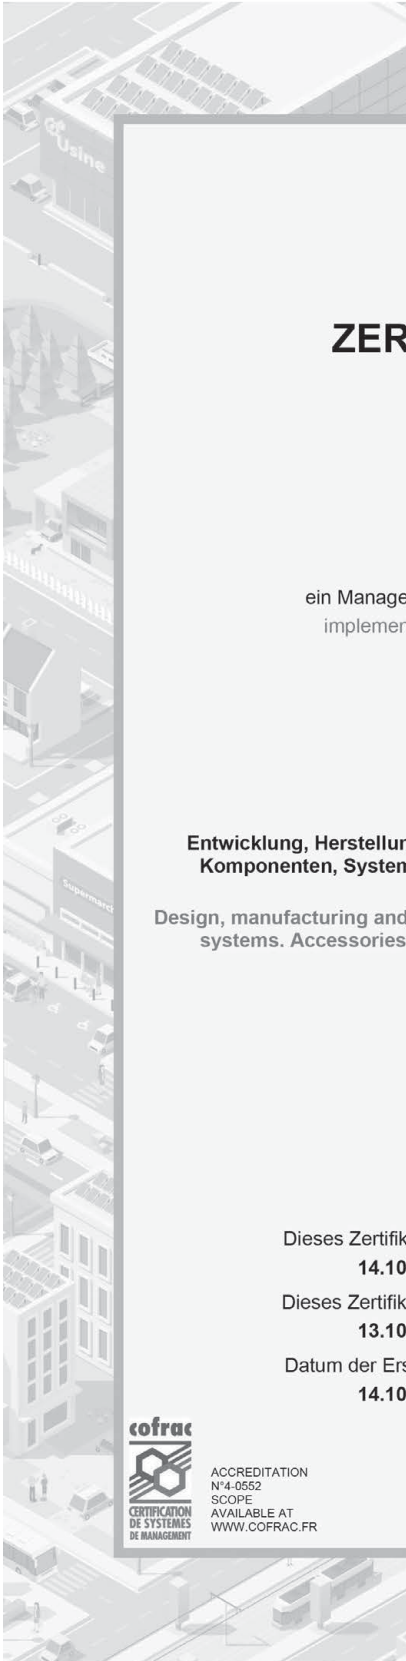 Usine
ZER
ein Manage
implemen
Supermarc
Entwicklung, Herstellun
Komponenten, System
Design, manufacturing and
systems. Accessories
Dieses Zertifik
14.10
Dieses Zertifik
13.10
Datum der Ers
14.10
cofrac
CERTIFICATION
DE SYSTEMES
DE MANAGEMENT
ACCREDITATION
N°4-0552
SCOPE
AVAILABLE AT
WWW.COFRAC.FR